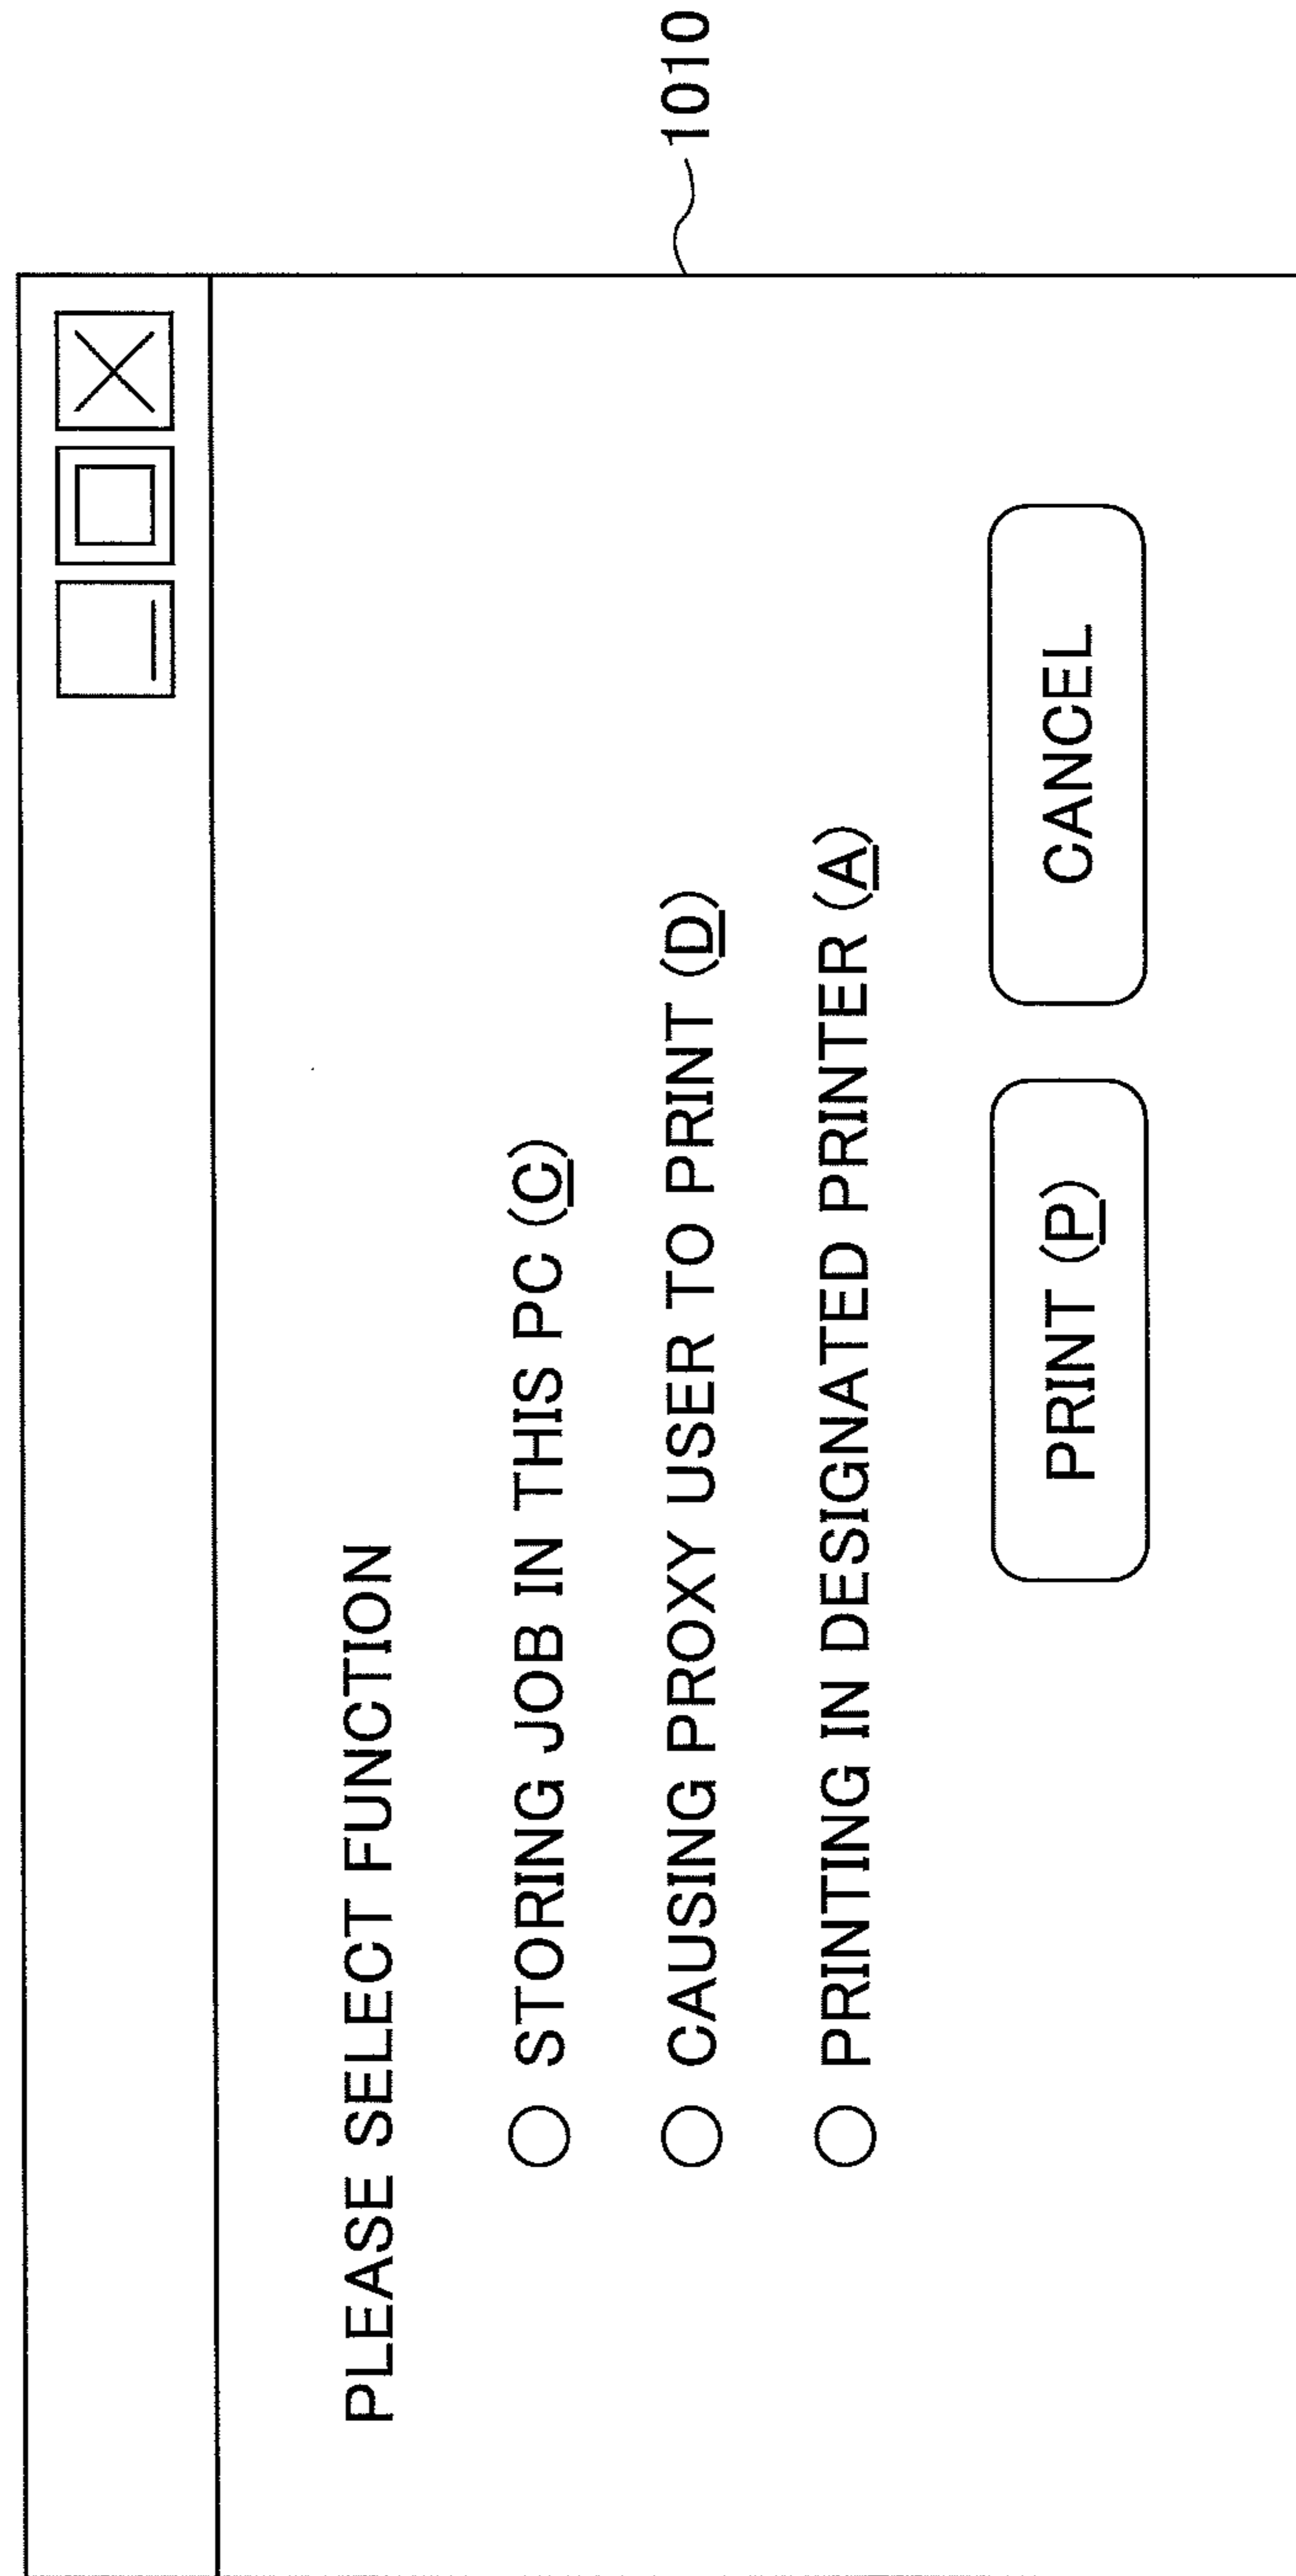 PLEASE SELECT FUNCTION
STORING JOB IN THIS PC (C)
CAUSING PROXY USER TO PRINT (D)
PRINTING IN DESIGNATED PRINTER (A)
PRINT (P) CANCEL
1010